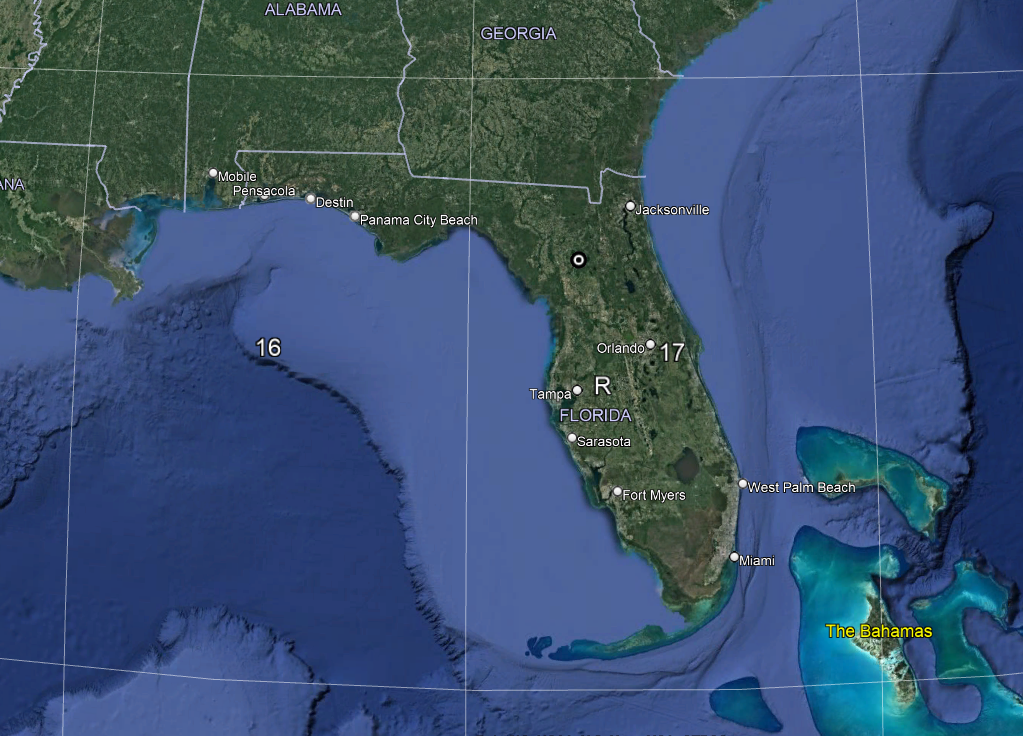 ALABAMA
GEORGIA
Mobile
ANA
Pensacola
Destin
Panama City Beach
Jacksonville
16
Orlando
17
Tampa
R
FLORIDA
Sarasota
West Palm Beach
Fort Myers
Miami
The Bahamas